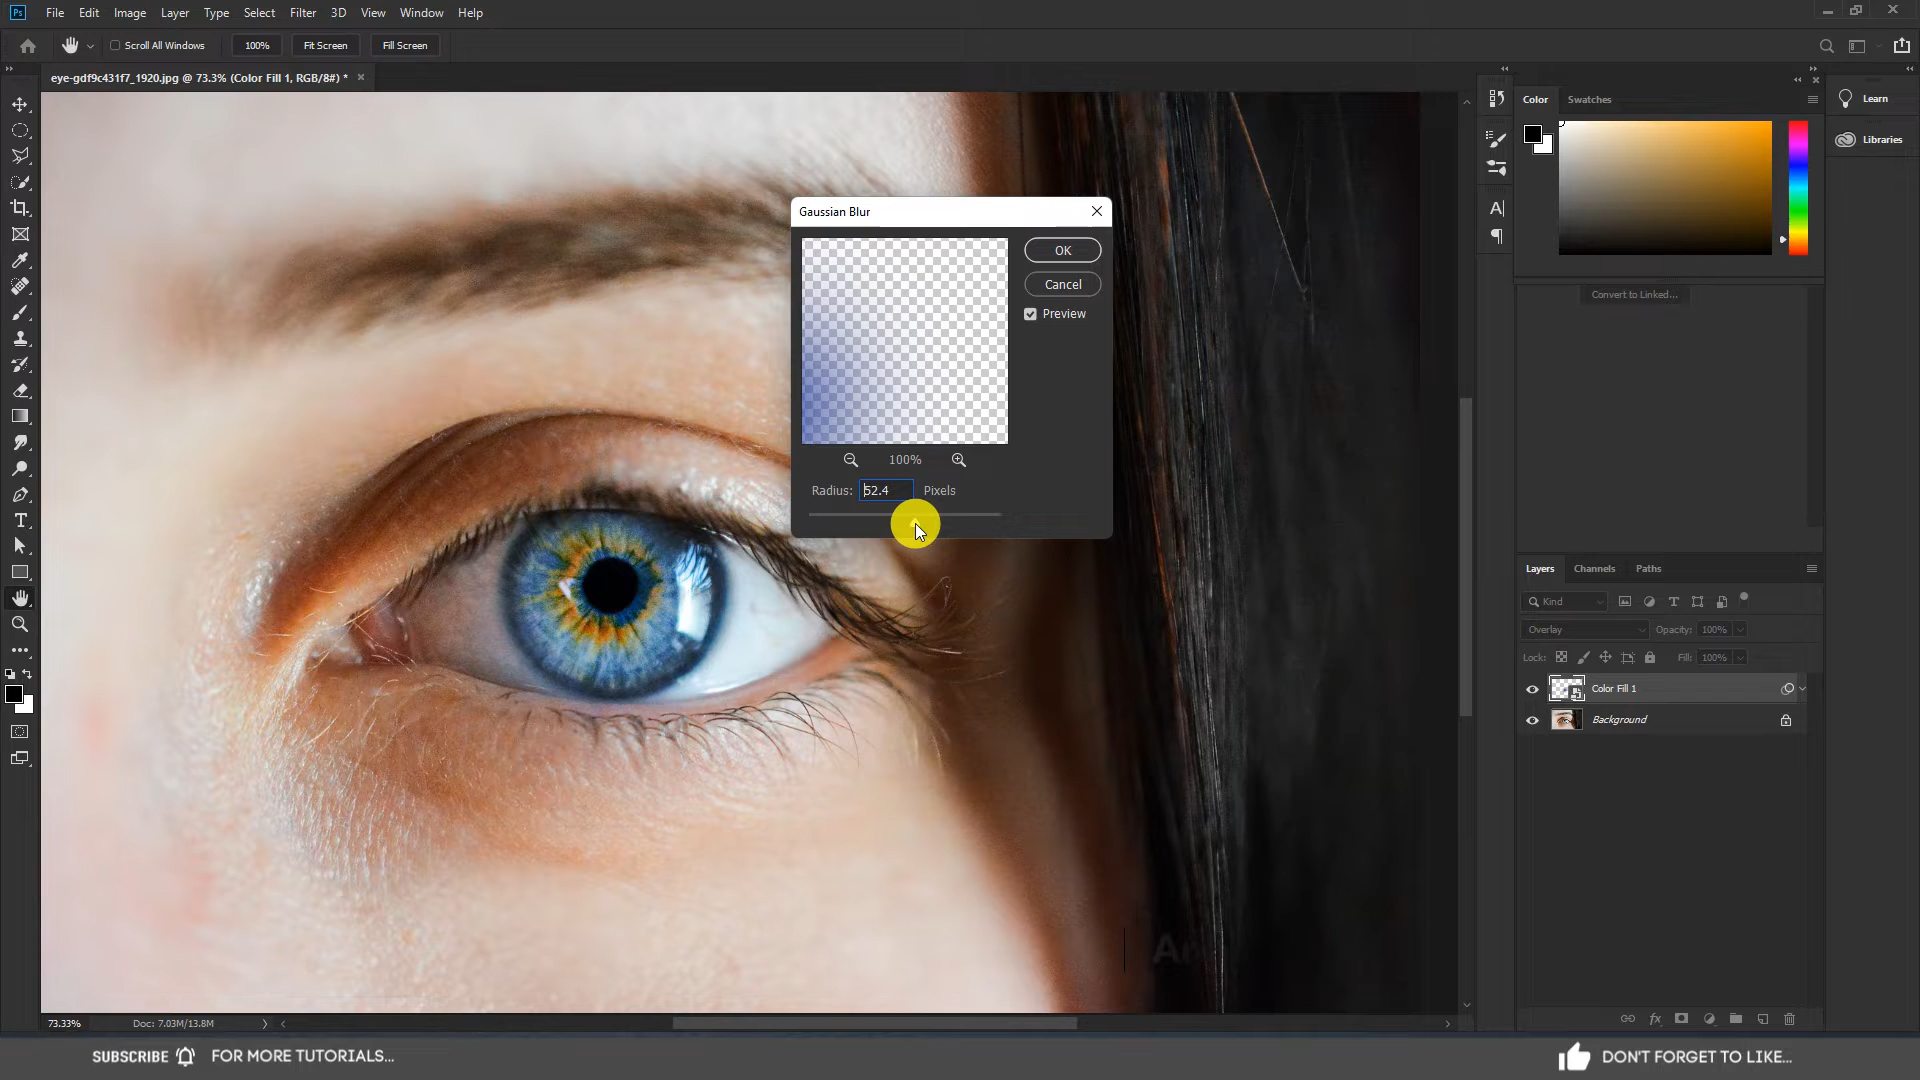 Ps File Edit Image Layer Type Select Filter 3D View Window Help
Scroll All Windows 100% Fit Screen Fill Screen
eye-gdf9c431f7_1920.jpg @ 73.3% (Color Fill 1, RGB/8#) *
Color Swatches
Learn
Libraries
Convert to Linked...
Gaussian Blur
OK
Cancel
Preview
100%
Radius: 52.4 Pixels
Layers Channels Paths
Kind
Overlay Opacity: 100%
Lock: Fill: 100%
Color Fill 1
Background
73.33% Doc: 7.03M/13.8M
SUBSCRIBE FOR MORE TUTORIALS...
DON'T FORGET TO LIKE...